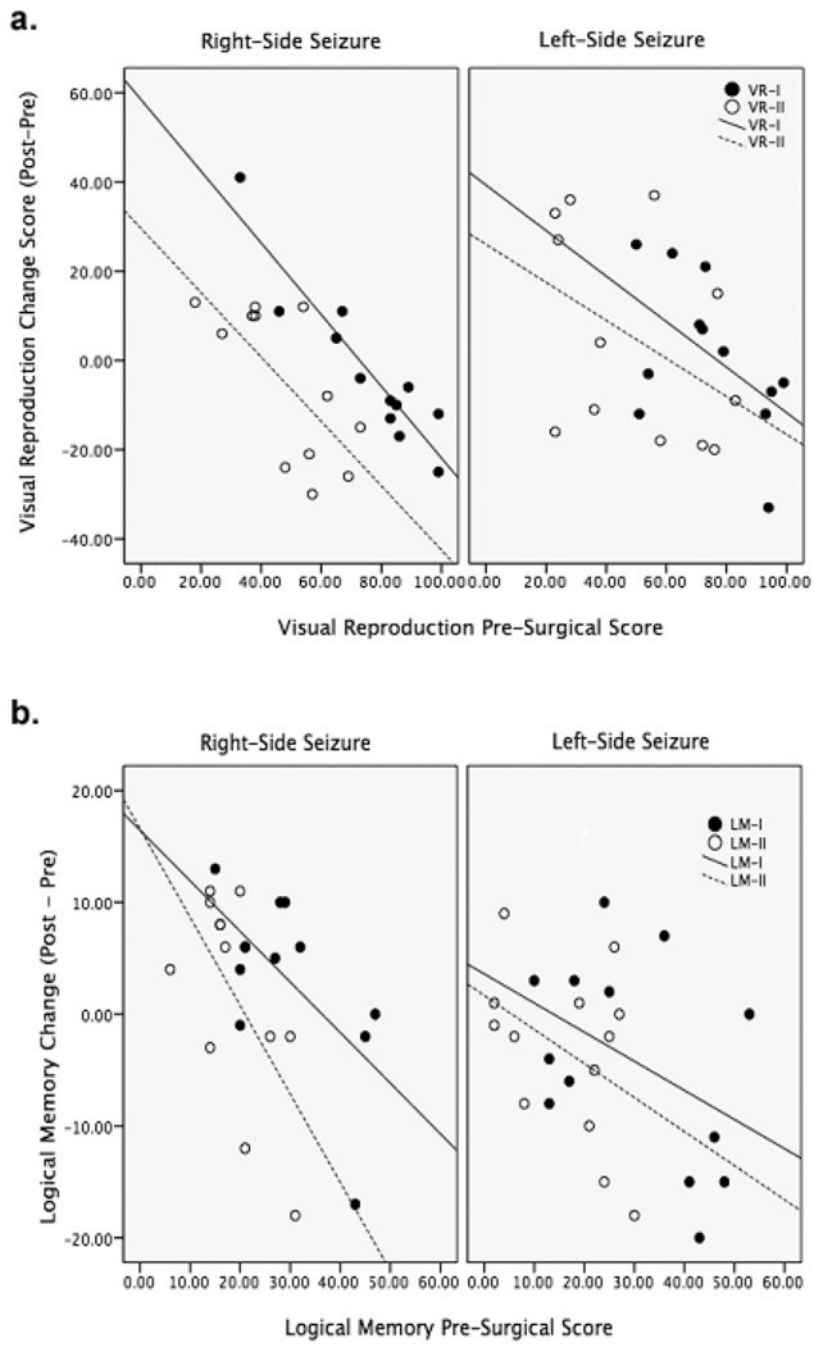 a.
Right-Side Seizure
Left-Side Seizure
Visual Reproduction Change Score (Post-Pre)
60.00
40.00
20.00
0.00
-20.00
-40.00
VR-I
VR-II
VR-I
VR-II
0.00 20.00 40.00 60.00 80.00 100.00
0.00 20.00 40.00 60.00 80.00 100.00
Visual Reproduction Pre-Surgical Score
b.
Right-Side Seizure
Left-Side Seizure
Logical Memory Change (Post - Pre)
20.00
10.00
0.00
-10.00
-20.00
LM-I
LM-II
LM-I
LM-II
0.00 10.00 20.00 30.00 40.00 50.00 60.00
0.00 10.00 20.00 30.00 40.00 50.00 60.00
Logical Memory Pre-Surgical Score